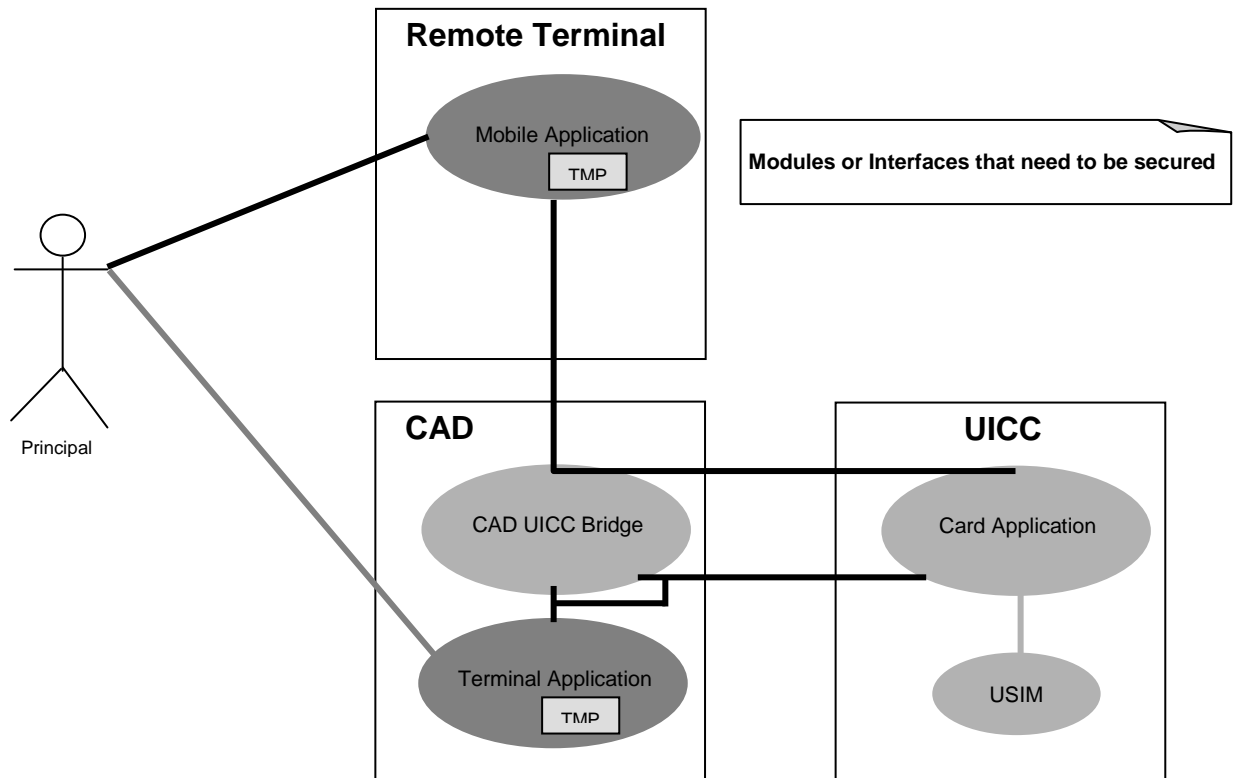 Remote Terminal
Mobile Application
TMP
Modules or Interfaces that need to be secured
Principal
CAD
UICC
CAD UICC Bridge
Card Application
Terminal Application
TMP
USIM